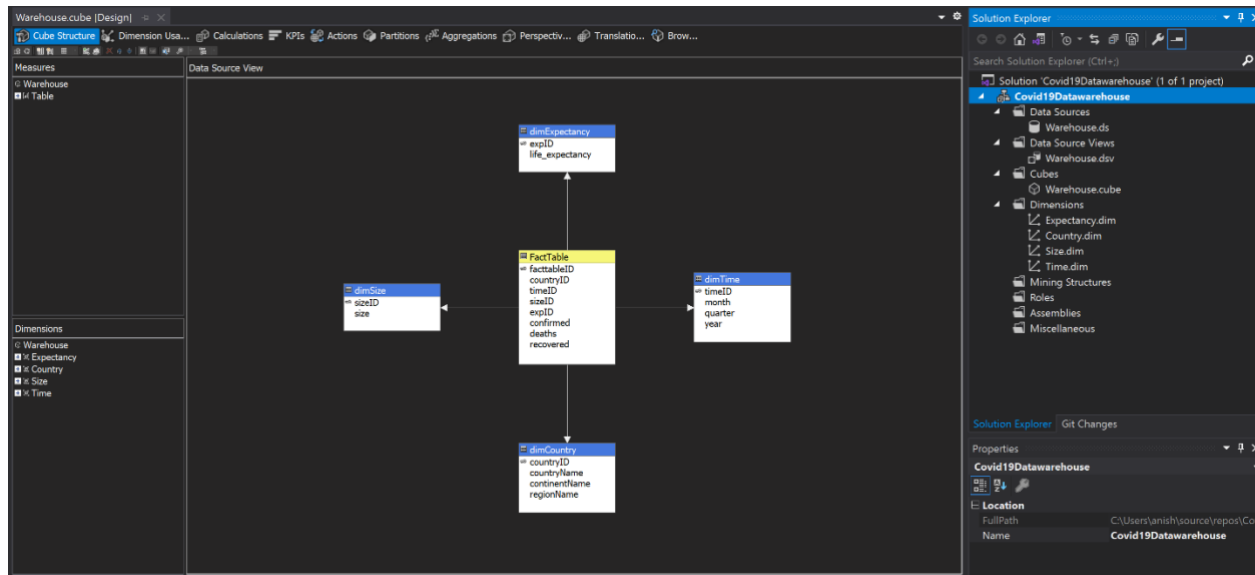 Warehouse.cube [Design]
Cube Structure Dimension Usa... Calculations KPIs Actions Partitions Aggregations Perspectiv... Translatio... Brow...
Measures
Warehouse
Table
Dimensions
Warehouse
Expectancy
Country
Size
Time
Data Source View
dimExpectancy
expID
life_expectancy
FactTable
facttableID
countryID
timeID
sizeID
expID
confirmed
deaths
recovered
dimSize
sizeID
size
dimTime
timeID
month
quarter
year
dimCountry
countryID
countryName
continentName
regionName
Solution Explorer
Search Solution Explorer (Ctrl+;)
Solution 'Covid19Datawarehouse' (1 of 1 project)
Covid19Datawarehouse
Data Sources
Warehouse.ds
Data Source Views
Warehouse.dsv
Cubes
Warehouse.cube
Dimensions
Expectancy.dim
Country.dim
Size.dim
Time.dim
Mining Structures
Roles
Assemblies
Miscellaneous
Solution Explorer Git Changes
Properties
Covid19Datawarehouse
Location
FullPath C:\Users\anish\source\repos\Co
Name Covid19Datawarehouse